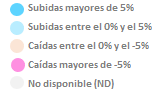 Subidas mayores de 5%
Subidas entre el 0% y el 5%
Caídas entre el 0% y el -5%
Caídas mayores de -5%
No disponible (ND)